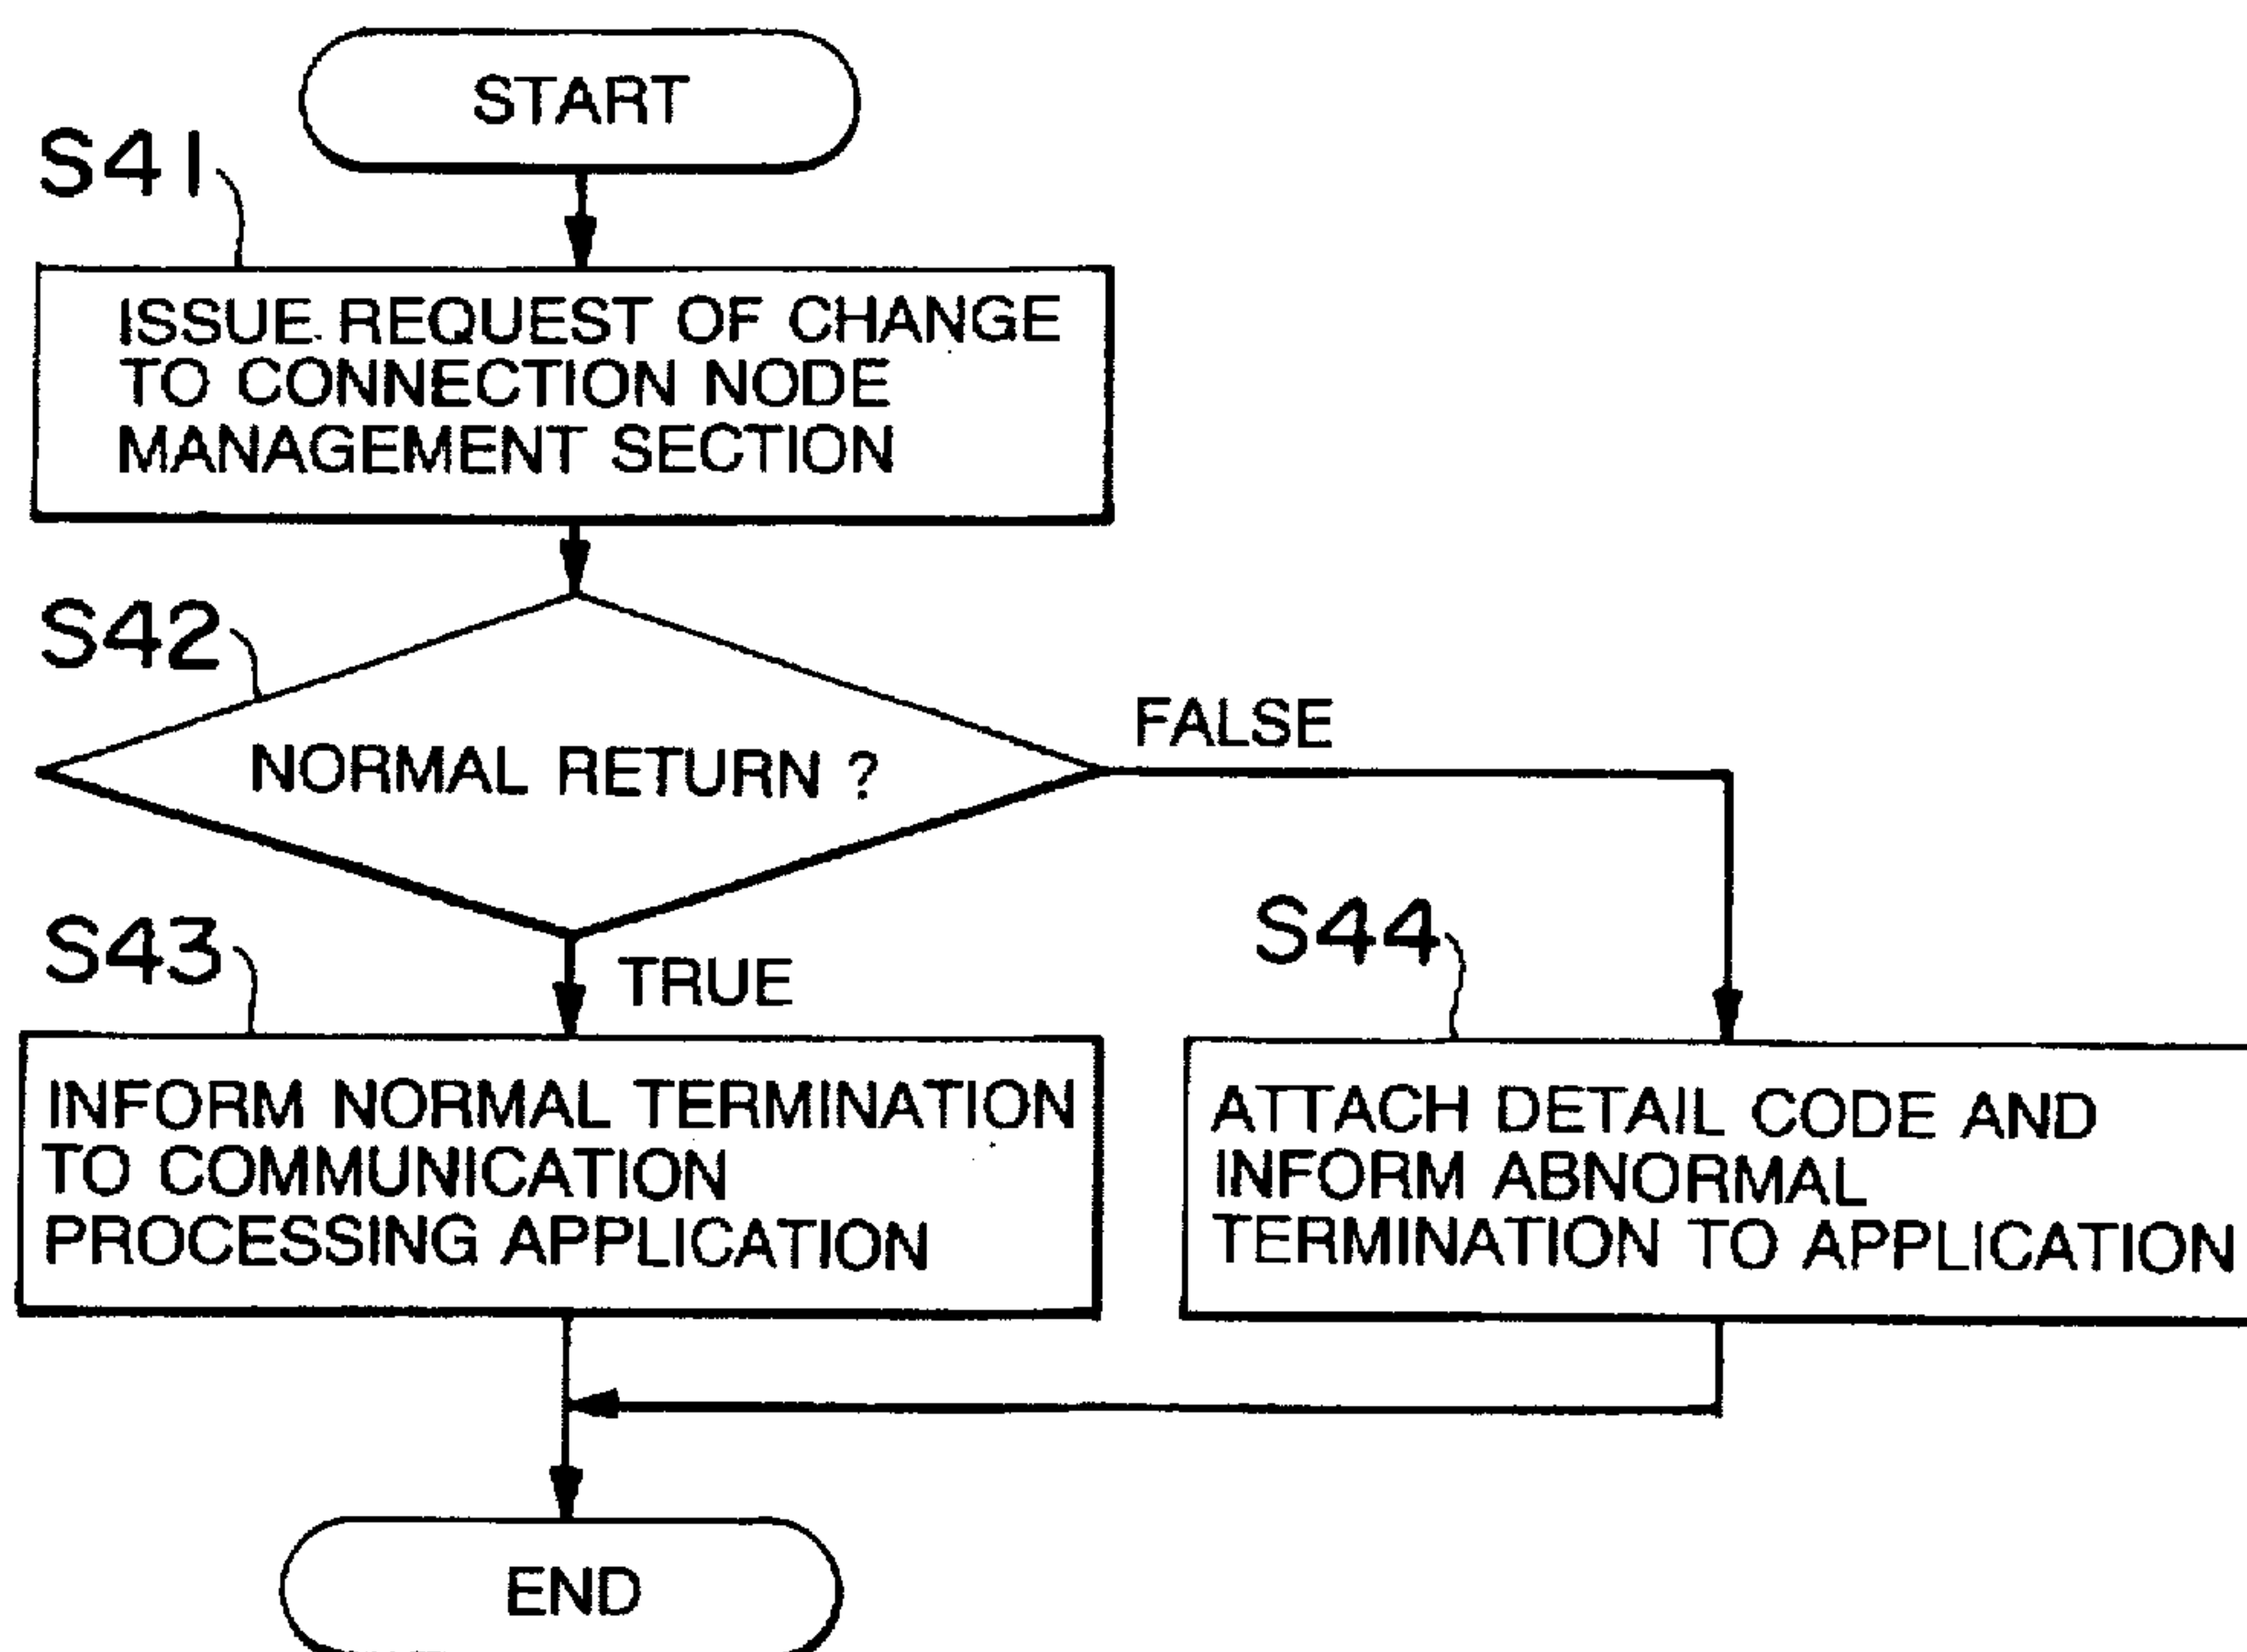 START
S41
ISSUE REQUEST OF CHANGE
TO CONNECTION NODE
MANAGEMENT SECTION
S42
NORMAL RETURN ?
FALSE
S43
TRUE
S44
INFORM NORMAL TERMINATION
TO COMMUNICATION
PROCESSING APPLICATION
ATTACH DETAIL CODE AND
INFORM ABNORMAL
TERMINATION TO APPLICATION
END